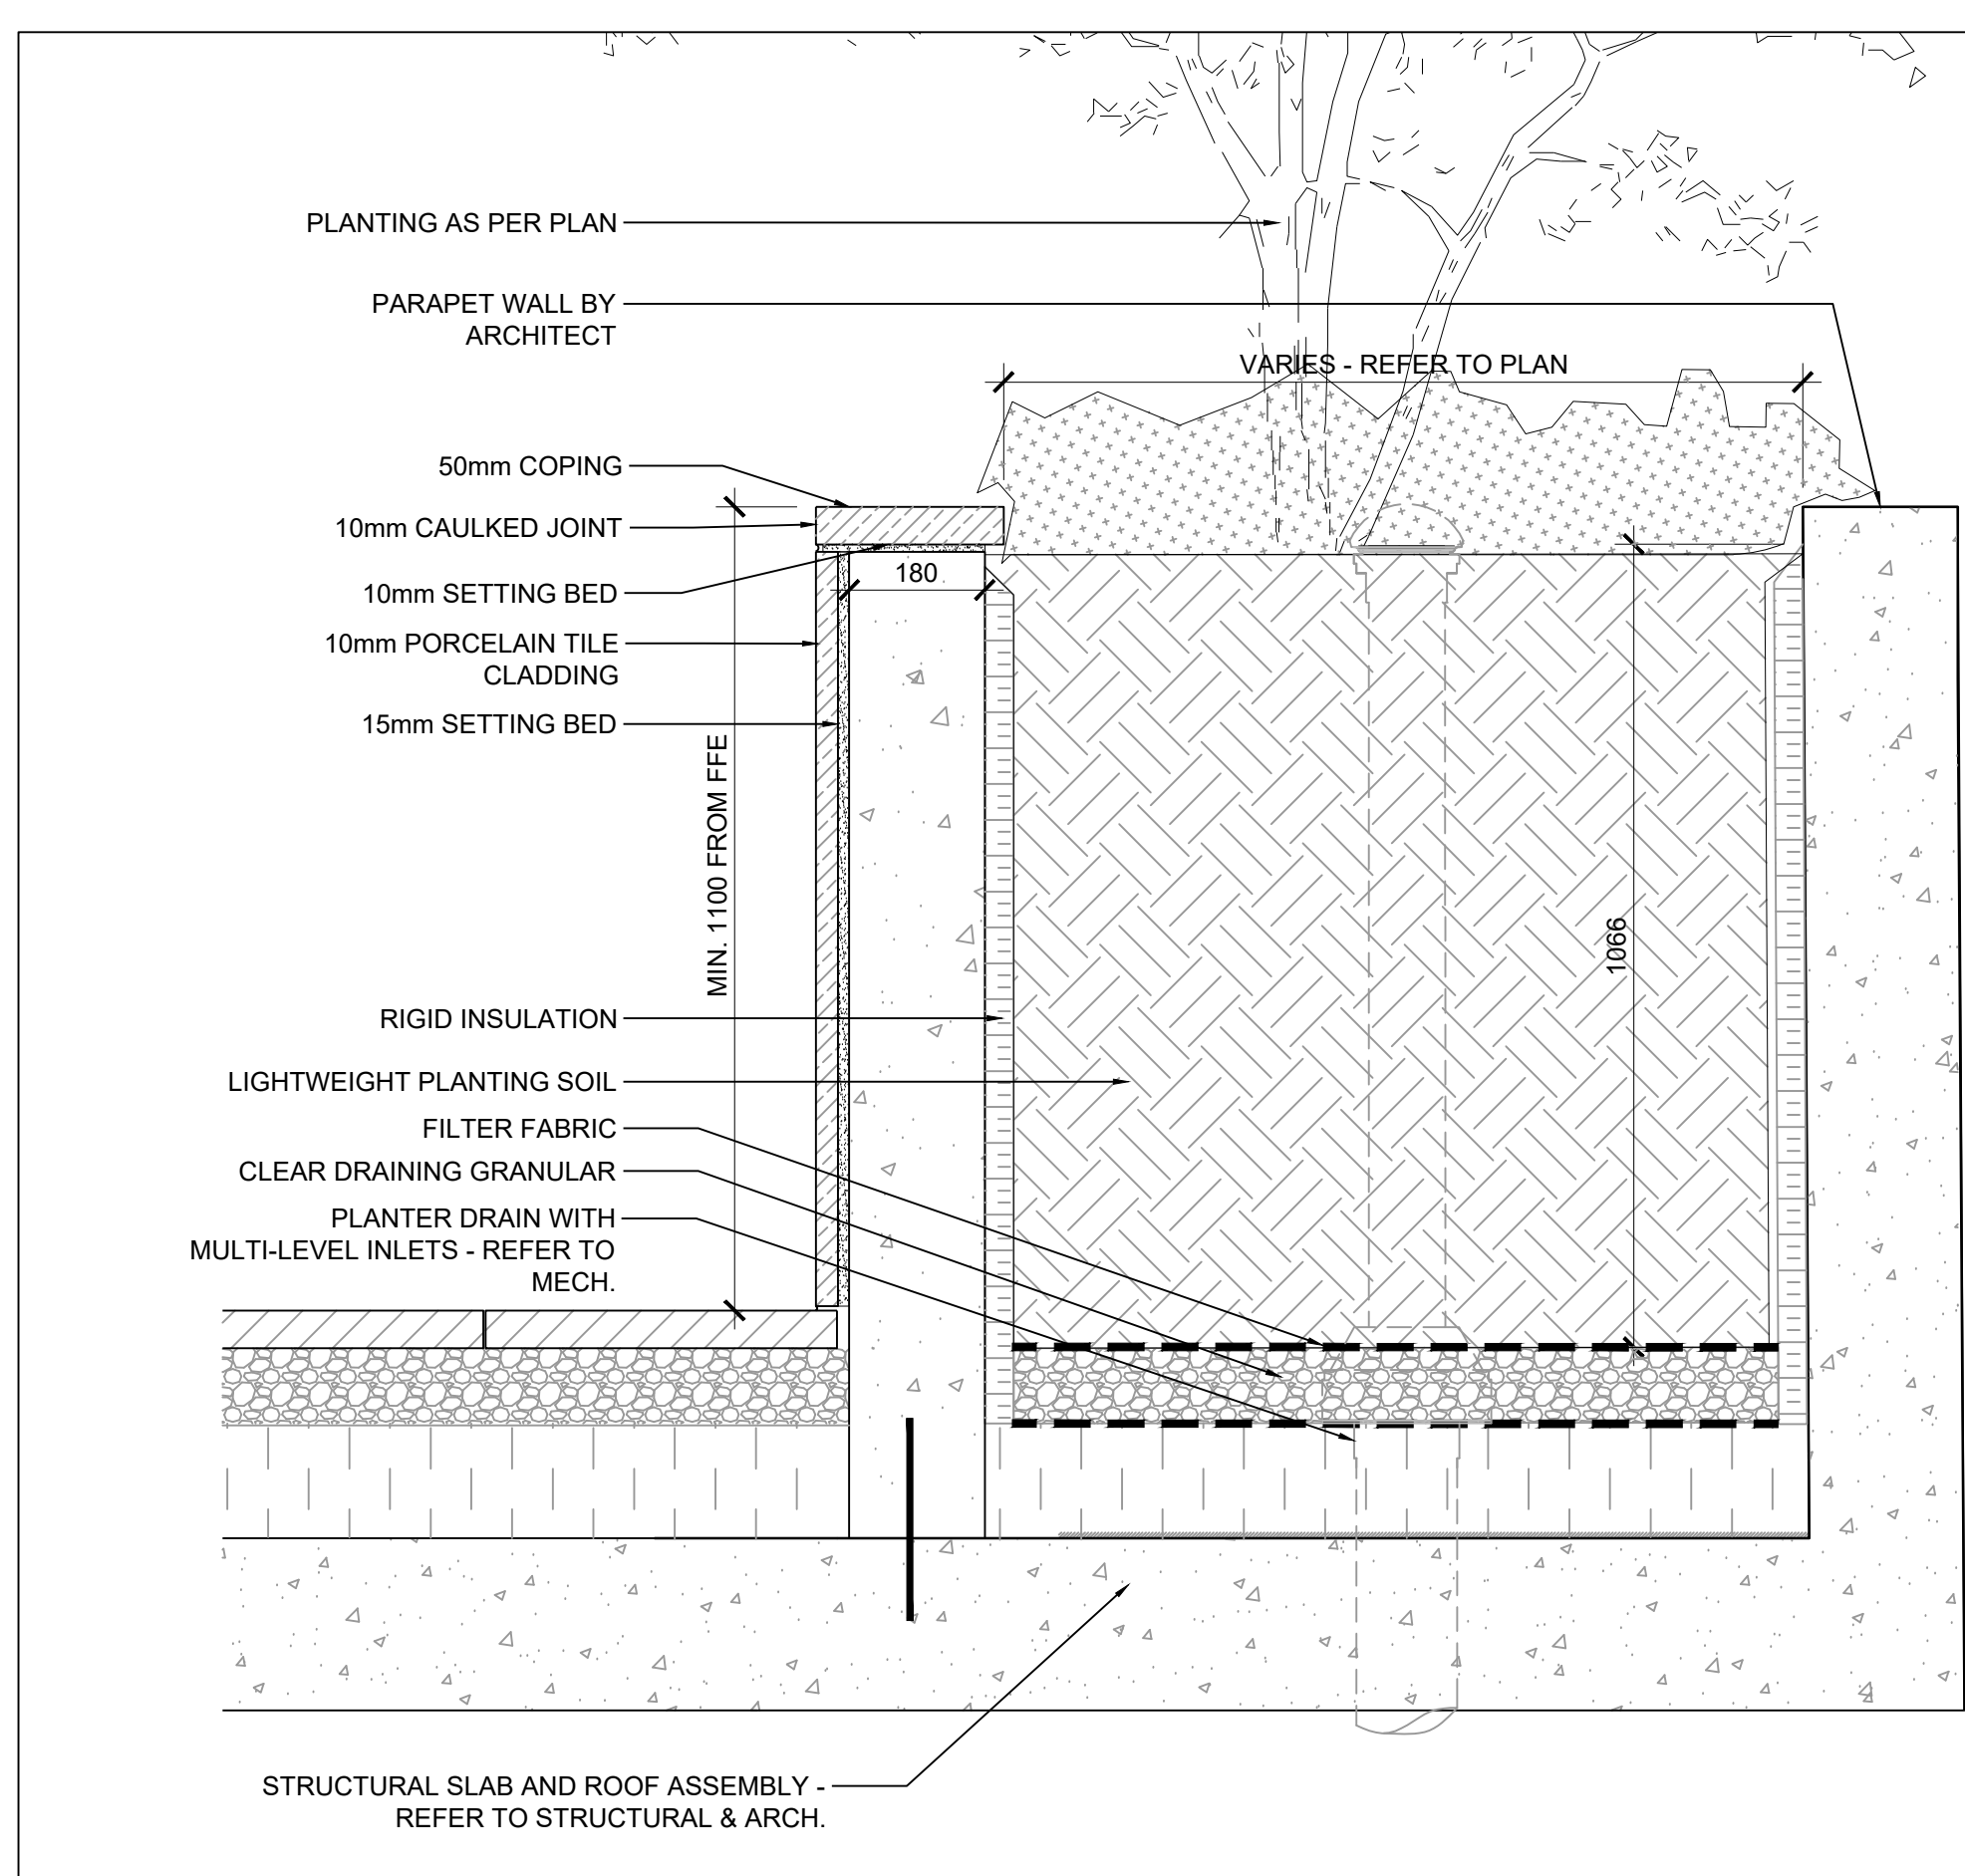 PLANTING AS PER PLAN
PARAPET WALL BY
ARCHITECT
VARIES - REFER TO PLAN
50mm COPING
10mm CAULKED JOINT
10mm SETTING BED
180
10mm PORCELAIN TILE
CLADDING
15mm SETTING BED
MIN. 1100 FROM FFE
1066
RIGID INSULATION
LIGHTWEIGHT PLANTING SOIL
FILTER FABRIC
CLEAR DRAINING GRANULAR
PLANTER DRAIN WITH
MULTI-LEVEL INLETS - REFER TO
MECH.
STRUCTURAL SLAB AND ROOF ASSEMBLY -
REFER TO STRUCTURAL & ARCH.